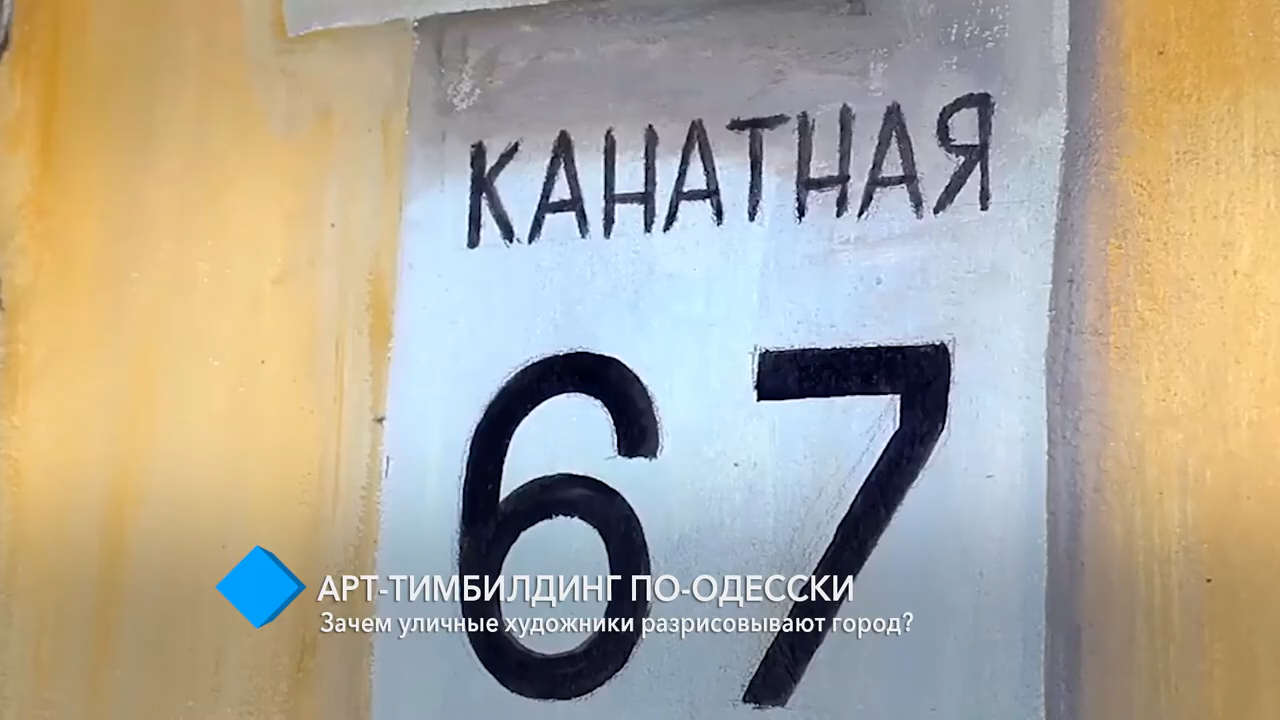 КАНАТНАЯ
67
АРТ-ТИМБИЛДИНГ ПО-ОДЕССКИ
Зачем уличные художники разрисовывают город?